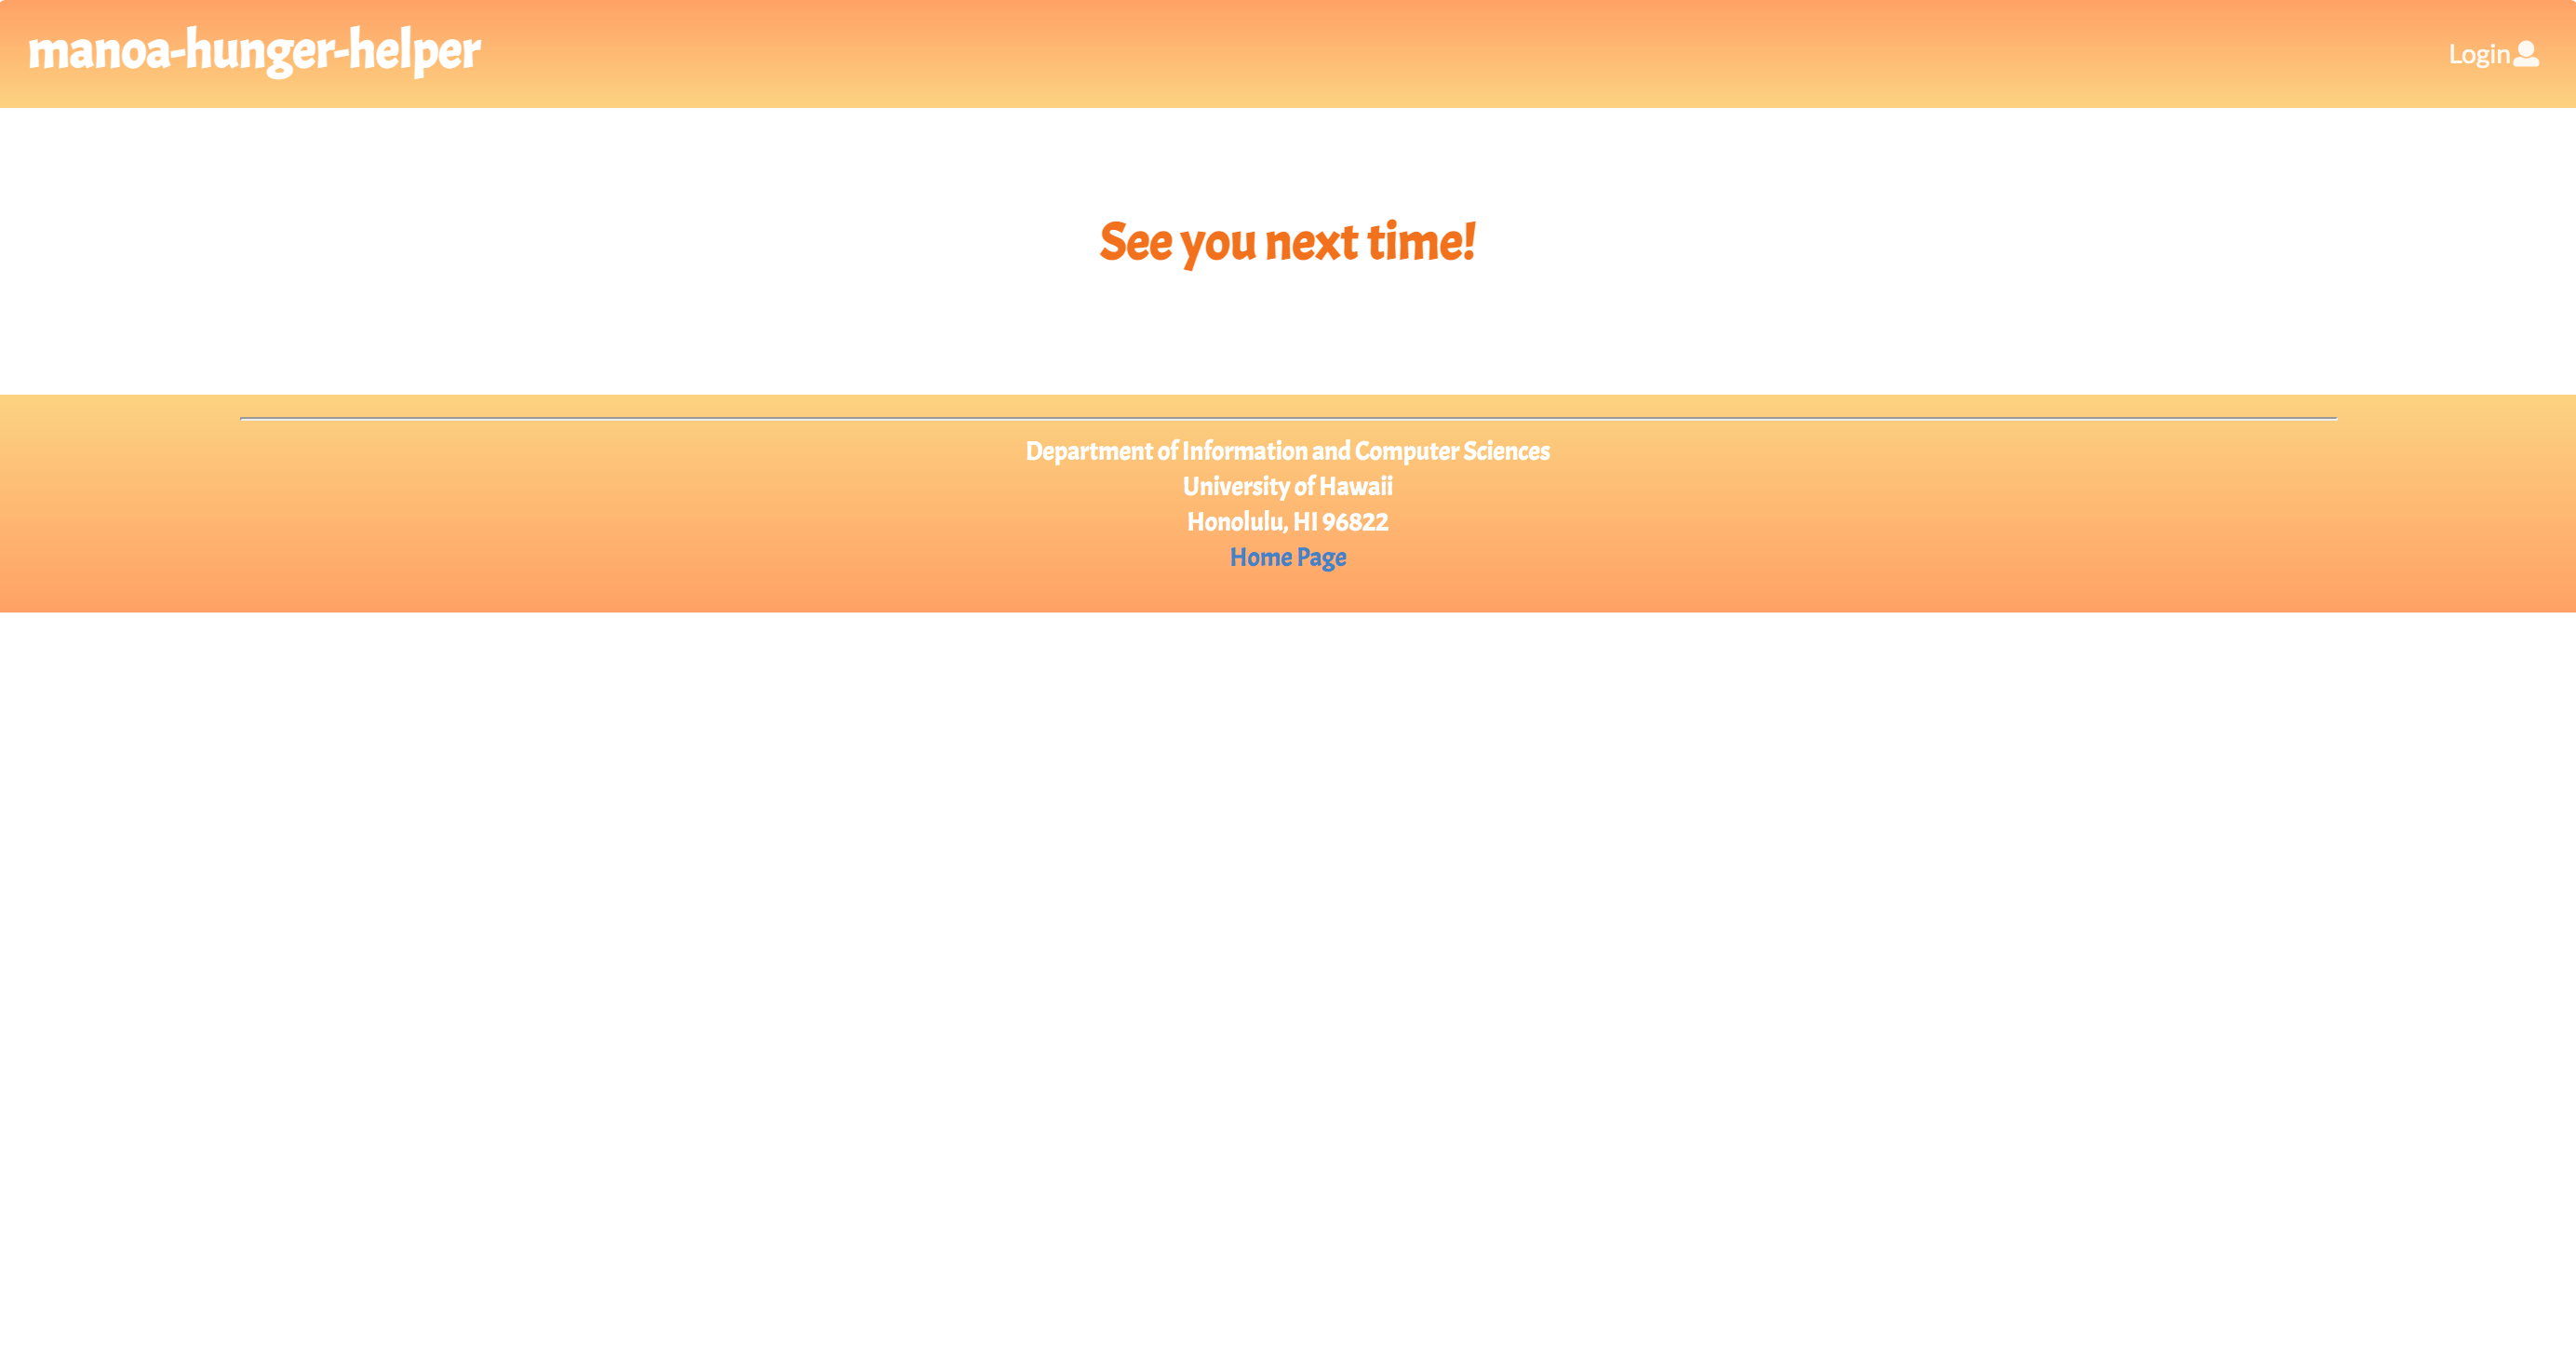 manoa-hunger-helper
Login
See you next time!
Department of Information and Computer Sciences
University of Hawaii
Honolulu, HI 96822
Home Page